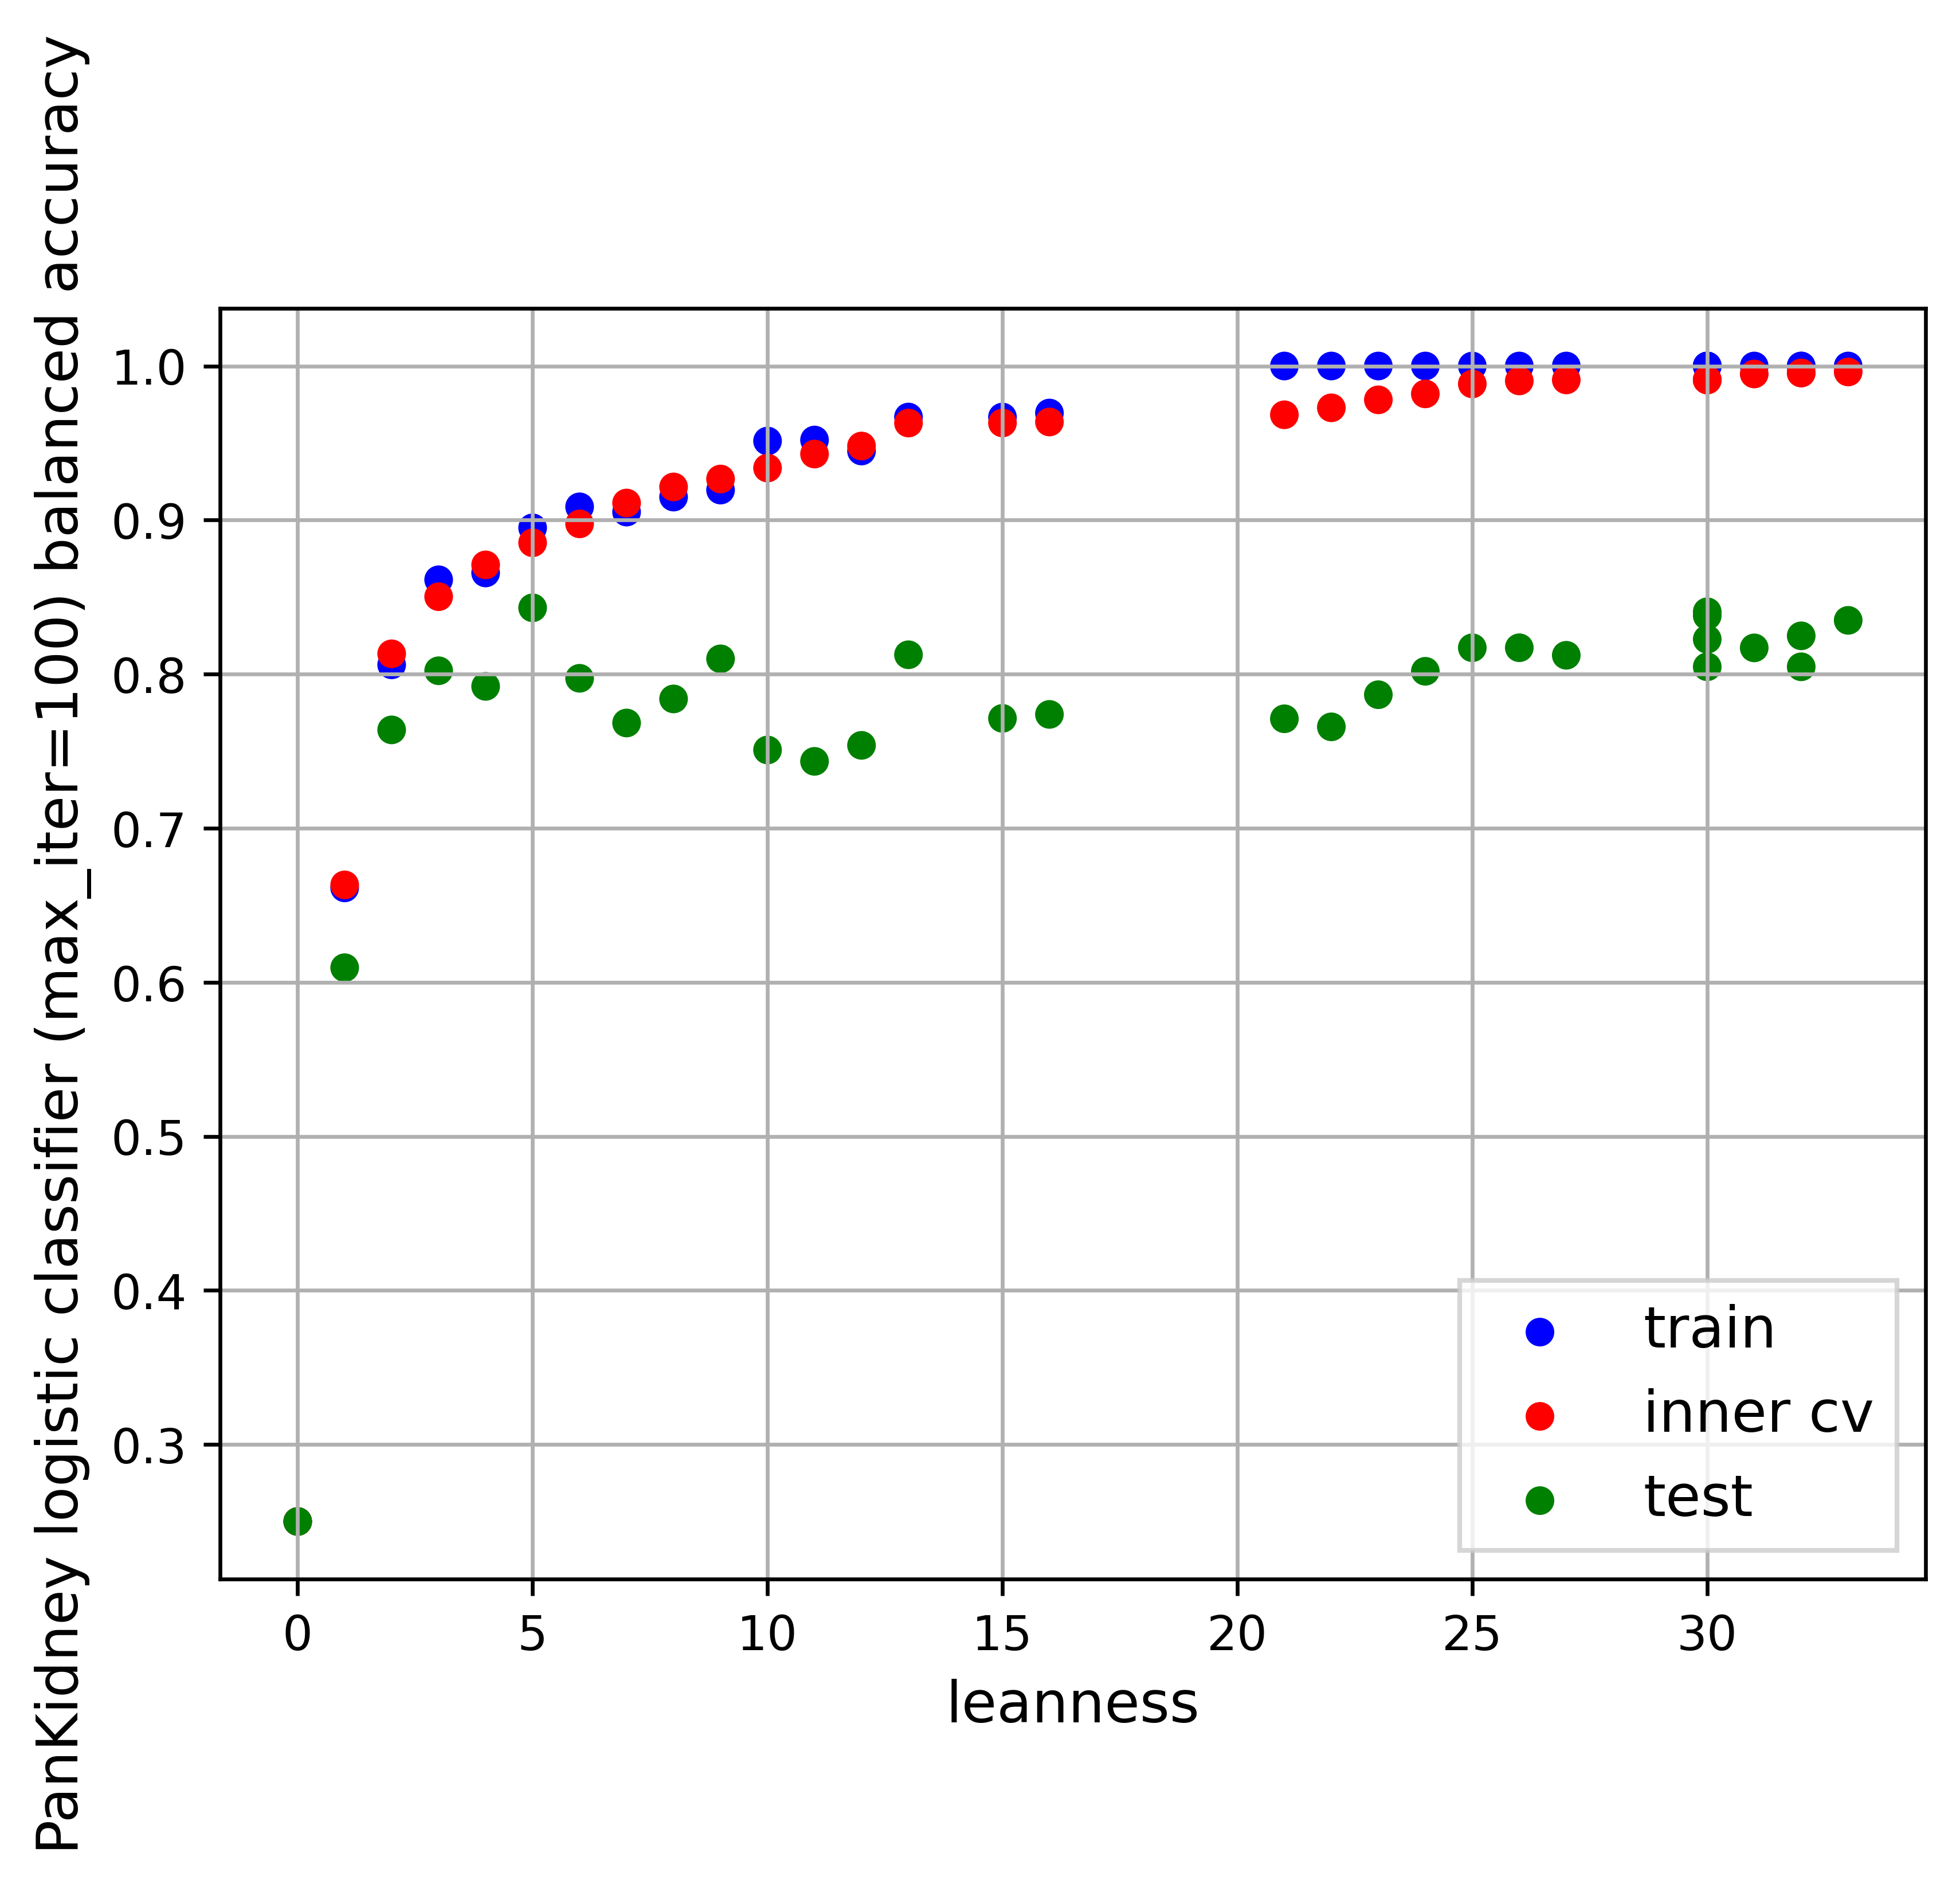 PanKidney logistic classifier (max_iter=100) balanced accuracy
1.0
0.9
0.8
0.7
0.6
0.5
0.4
0.3
train
inner cv
test
0 5 10 15 20 25 30
leanness